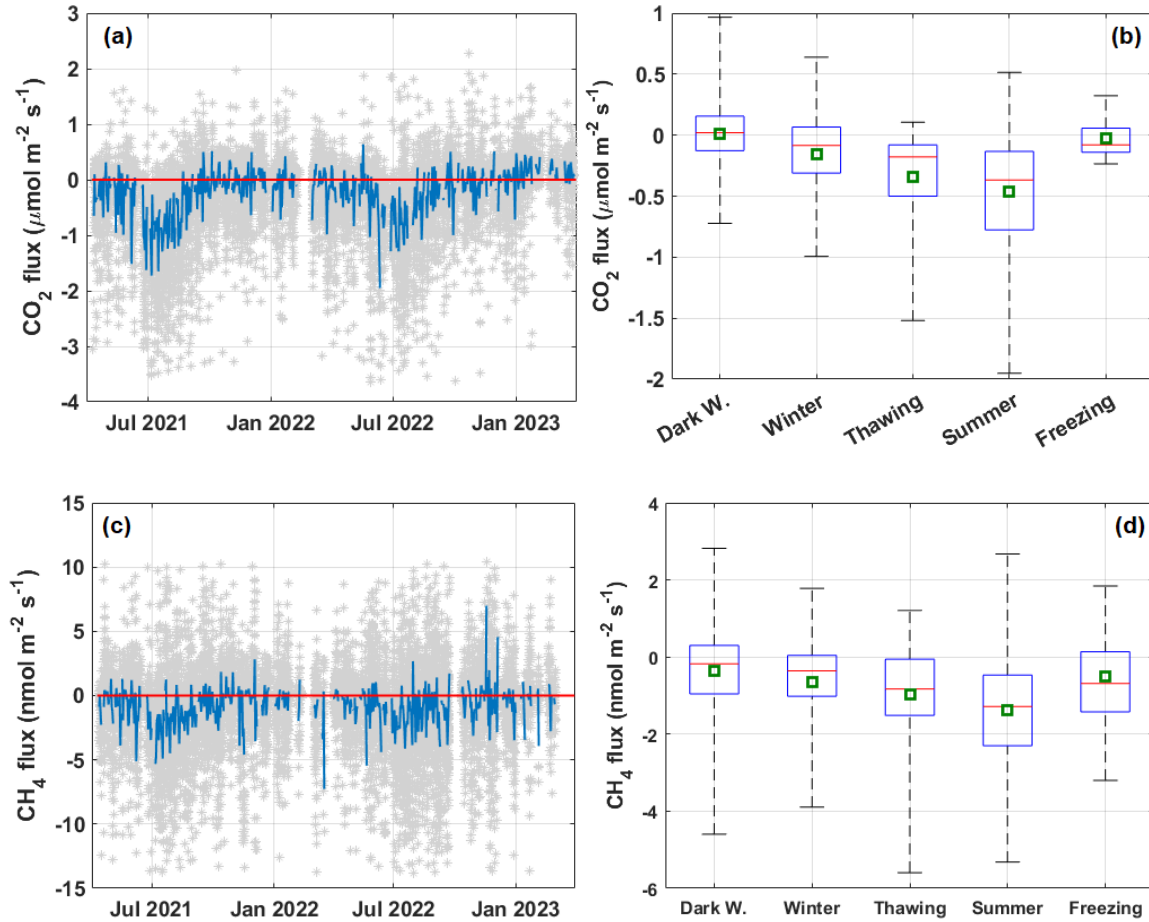 (a)
CO2 flux (μmol m-2 s-1)
3
2
1
0
-1
-2
-3
-4
Jul 2021 Jan 2022 Jul 2022 Jan 2023
(b)
CO2 flux (μmol m-2 s-1)
1
0.5
0
-0.5
-1
-1.5
-2
Dark W. Winter Thawing Summer Freezing
(c)
CH4 flux (nmol m-2 s-1)
15
10
5
0
-5
-10
-15
Jul 2021 Jan 2022 Jul 2022 Jan 2023
(d)
CH4 flux (nmol m-2 s-1)
4
2
0
-2
-4
-6
Dark W. Winter Thawing Summer Freezing